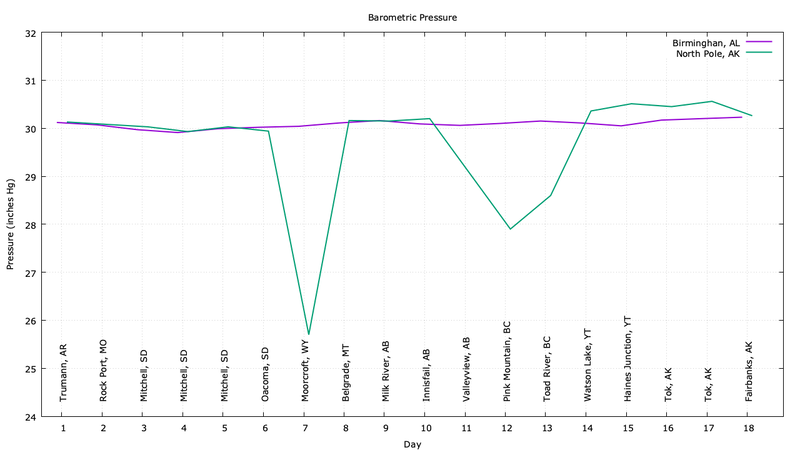 Barometric Pressure
Birminghan, AL
North Pole, AK
Pressure (inches Hg)
32
31
30
29
28
27
26
25
24
Trumann, AR
Rock Port, MO
Mitchell, SD
Mitchell, SD
Mitchell, SD
Oacoma, SD
Moorcroft, WY
Belgrade, MT
Milk River, AB
Innisfail, AB
Valleyview, AB
Pink Mountain, BC
Toad River, BC
Watson Lake, YT
Haines Junction, YT
Tok, AK
Tok, AK
Fairbanks, AK
1 2 3 4 5 6 7 8 9 10 11 12 13 14 15 16 17 18
Day